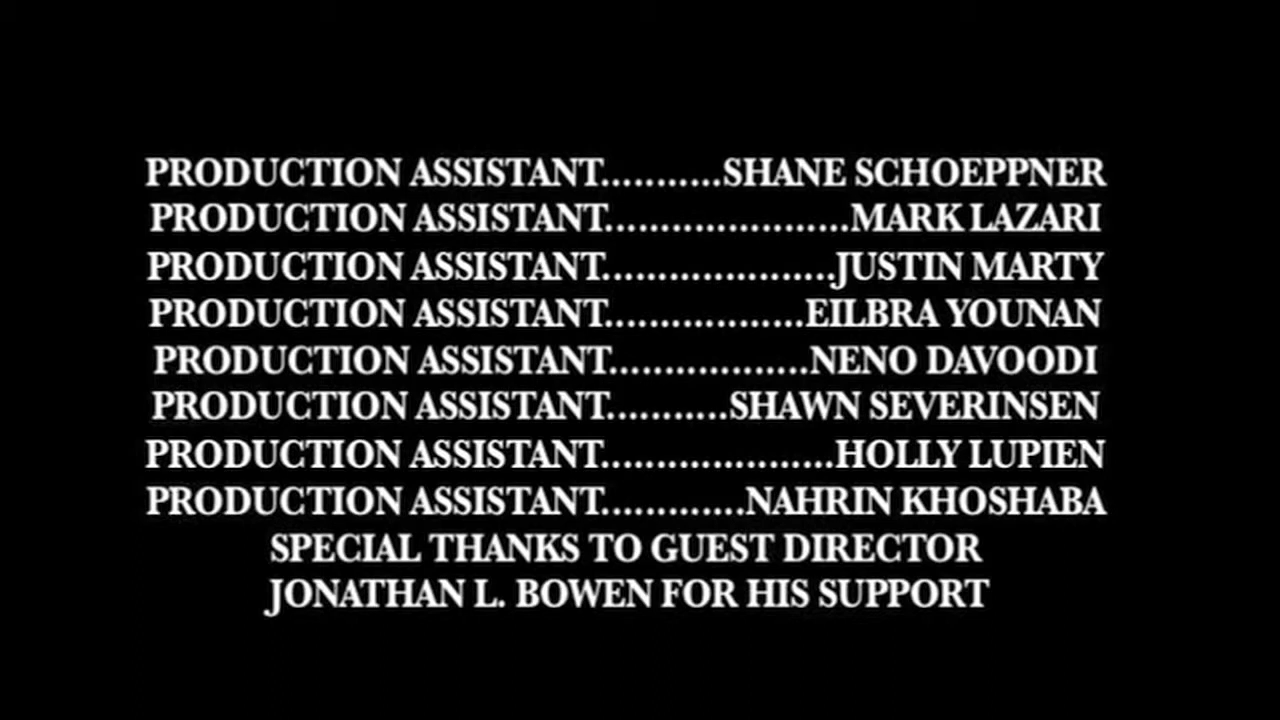 PRODUCTION ASSISTANT...........SHANE SCHOEPPNER
PRODUCTION ASSISTANT......................MARK LAZARI
PRODUCTION ASSISTANT.....................JUSTIN MARTY
PRODUCTION ASSISTANT..................EILBRA YOUNAN
PRODUCTION ASSISTANT..................NENO DAVOODI
PRODUCTION ASSISTANT...........SHAWN SEVERINSEN
PRODUCTION ASSISTANT.....................HOLLY LUPIEN
PRODUCTION ASSISTANT.............NAHRIN KHOSHABA
SPECIAL THANKS TO GUEST DIRECTOR
JONATHAN L. BOWEN FOR HIS SUPPORT